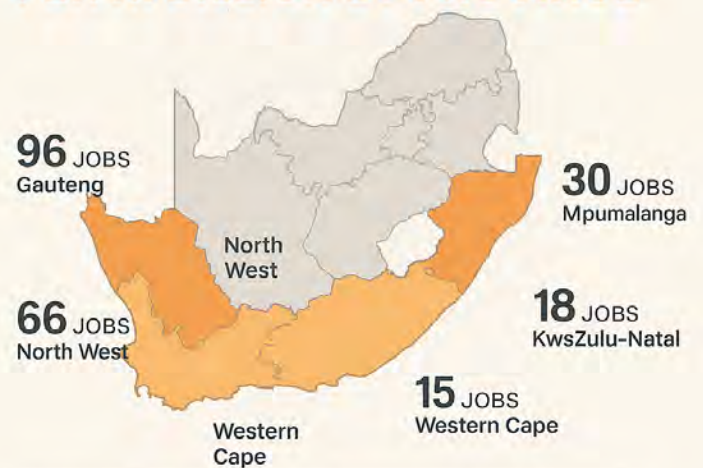 96 JOBS
Gauteng
30 JOBS
Mpumalanga
North
West
66 JOBS
North West
18 JOBS
KwsZulu-Natal
15 JOBS
Western Cape
Western
Cape